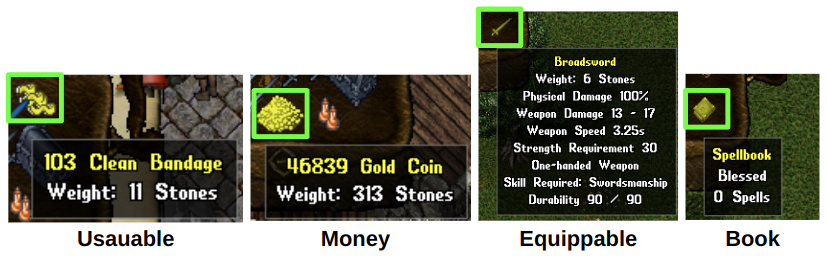 103 Clean Bandage
Weight: 11 Stones
Usauable
46839 Gold Coin
Weight: 313 Stones
Money
Broadsword
Weight: 6 Stones
Physical Damage 100%
Weapon Damage 13 - 17
Weapon Speed 3.25s
Strength Requirement 30
One-handed Weapon
Skill Required: Swordsmanship
Durability 90 / 90
Equippable
Spellbook
Blessed
0 Spells
Book